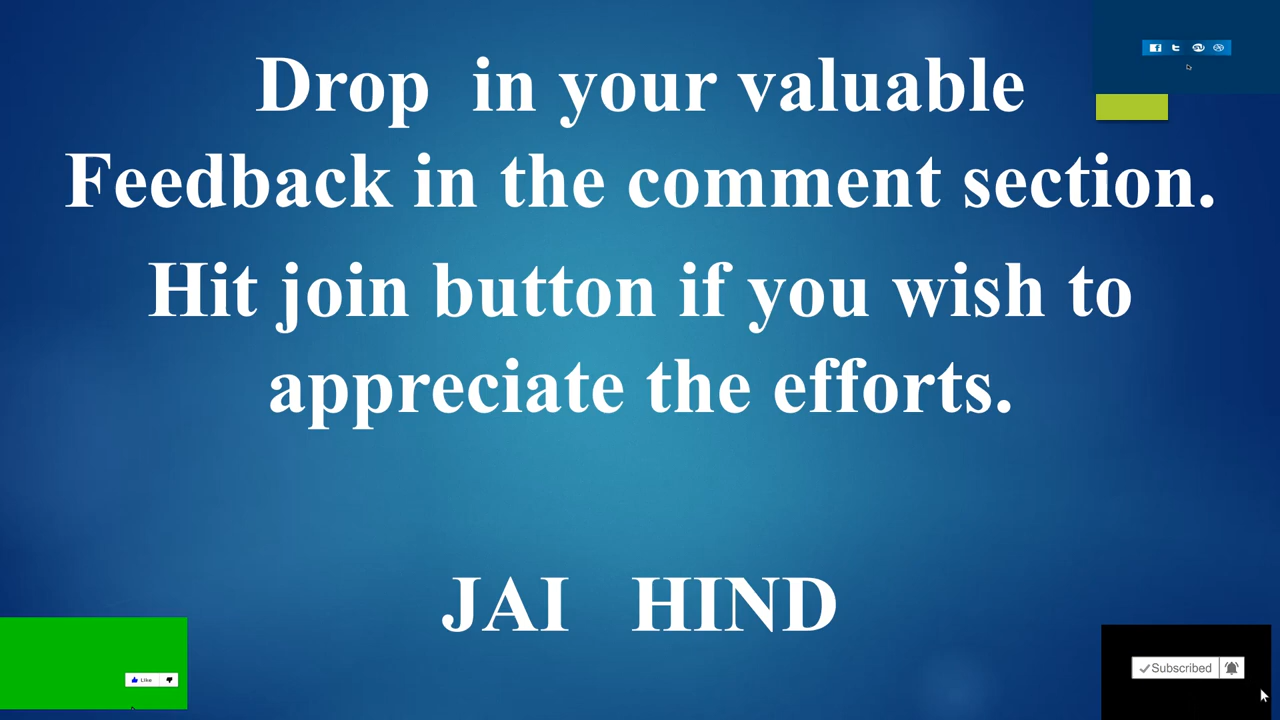 Drop in your valuable
Feedback in the comment section.
Hit join button if you wish to
appreciate the efforts.
JAI HIND
Like
Subscribed